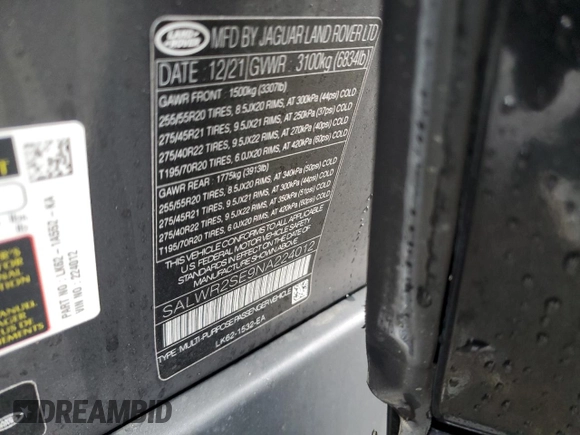 LAND ROVER
MFD BY JAGUAR LAND ROVER LTD
DATE 12/21 GVWR : 3100kg (6834lb)
GAWR FRONT : 1500kg (3307lb)
255/55R20 TIRES, 8.5JX20 RIMS, AT 300kPa (44psi) COLD
275/45R21 TIRES, 9.5JX21 RIMS, AT 250kPa (37psi) COLD
275/40R22 TIRES, 9.5JX22 RIMS, AT 270kPa (40psi) COLD
T195/70R20 TIRES, 6.0JX20 RIMS, AT 420kPa (60psi) COLD
GAWR REAR : 1775kg (3913lb)
255/55R20 TIRES, 8.5JX20 RIMS, AT 340kPa (50psi) COLD
275/45R21 TIRES, 9.5JX21 RIMS, AT 300kPa (44psi) COLD
275/40R22 TIRES, 9.5JX22 RIMS, AT 350kPa (51psi) COLD
T195/70R20 TIRES, 6.0JX20 RIMS, AT 420kPa (60psi) COLD
THIS VEHICLE CONFORMS TO ALL APPLICABLE
U.S. FEDERAL MOTOR VEHICLE SAFETY
STANDARDS IN EFFECT ON THE DATE OF
MANUFACTURE SHOWN ABOVE.
SALWR2SE9NA224012
TYPE: MULTI-PURPOSE PASSENGER VEHICLE
LK62-1532-EA
PART NO : LK62 - 1A552 - KA
VIN NO : 224012
MANUAL
FOR
DREAMBID